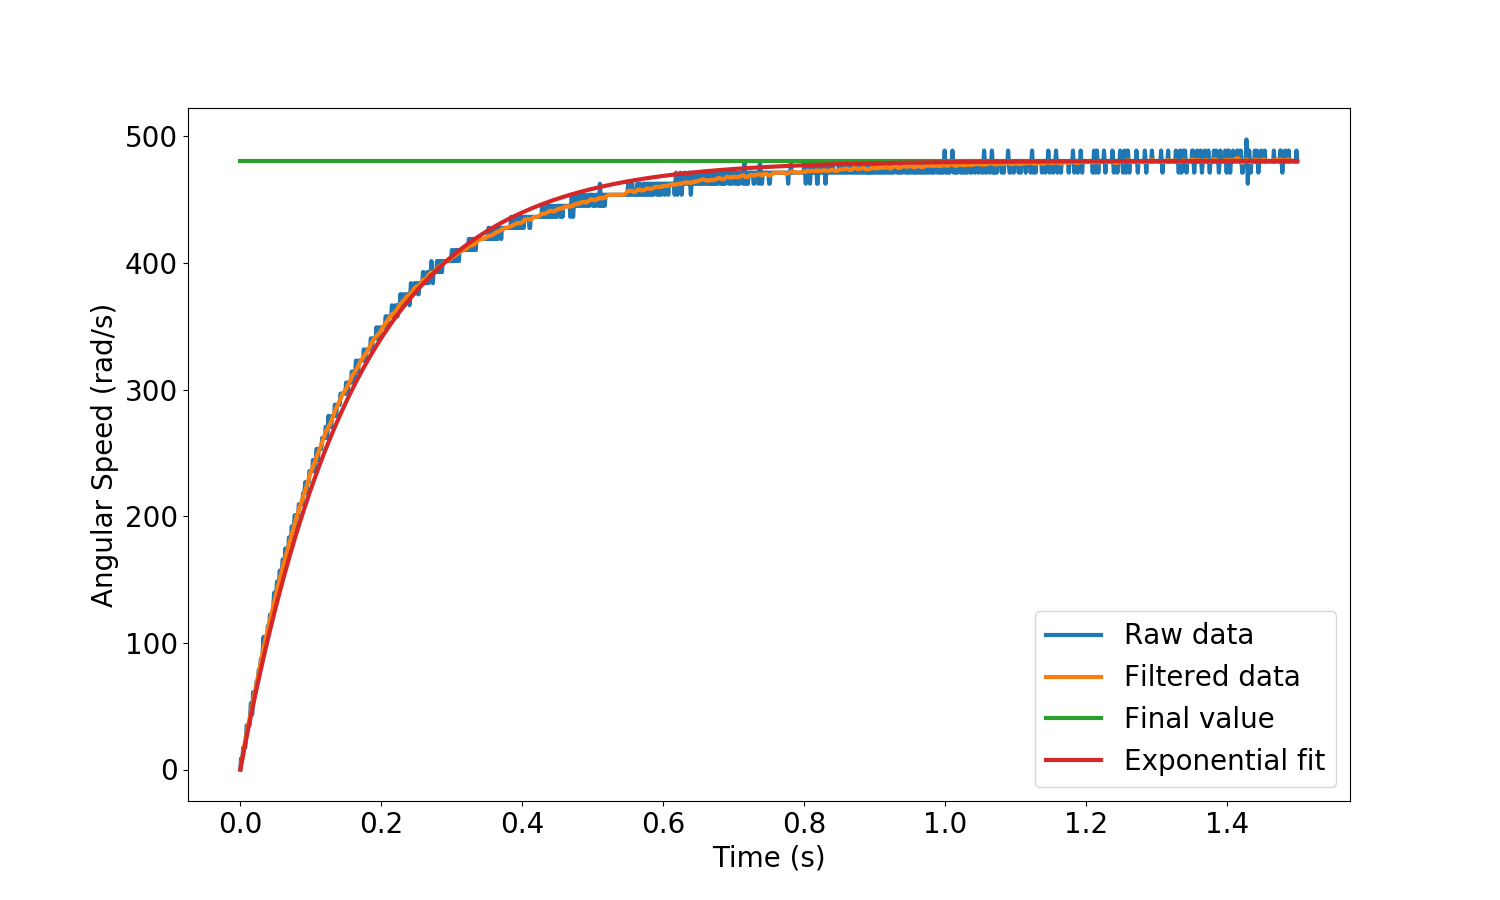 500
400
300
200
100
0
Angular Speed (rad/s)
0.0 0.2 0.4 0.6 0.8 1.0 1.2 1.4
Time (s)
Raw data
Filtered data
Final value
Exponential fit